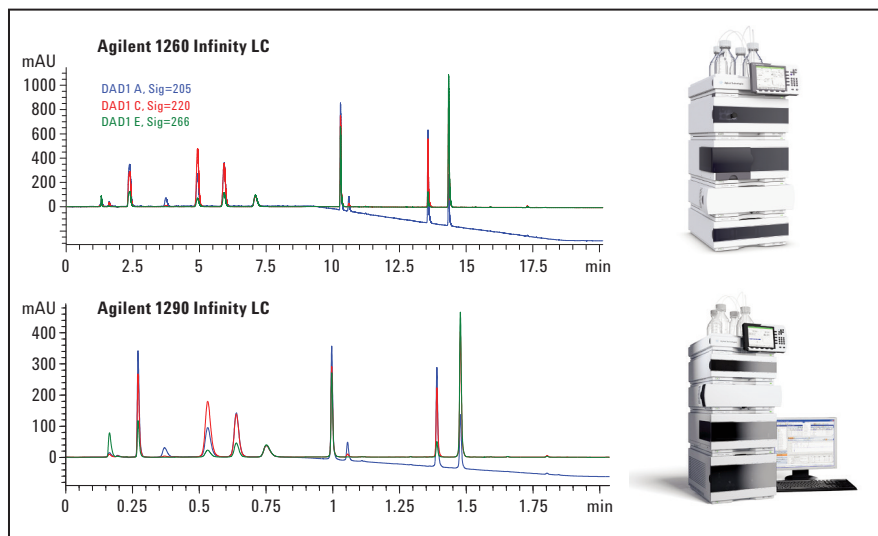 Agilent 1260 Infinity LC
mAU
DAD1 A, Sig=205
DAD1 C, Sig=220
DAD1 E, Sig=266
1000
800
600
400
200
0
0 2.5 5 7.5 10 12.5 15 17.5 min
Agilent 1290 Infinity LC
mAU
400
300
200
100
0
0 0.25 0.5 0.75 1 1.25 1.5 1.75 min